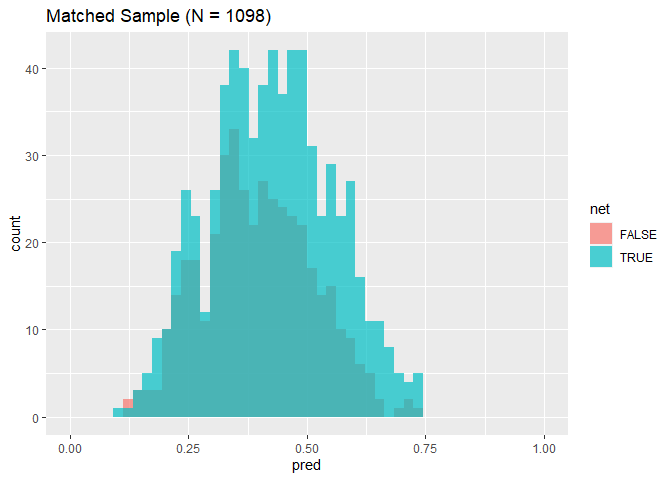 Matched Sample (N = 1098)
count
40
30
20
10
0
0.00 0.25 0.50 0.75 1.00
pred
net
FALSE
TRUE